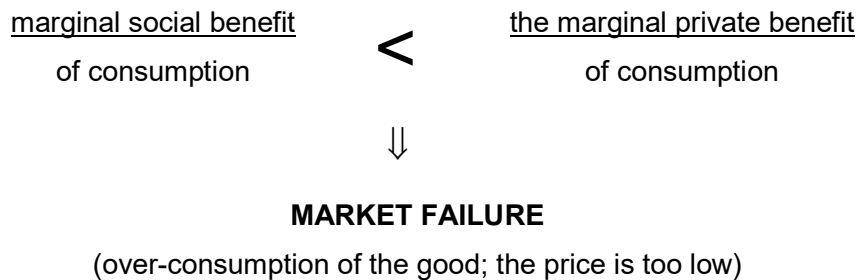 marginal social benefit < the marginal private benefit
of consumption of consumption
⇓
MARKET FAILURE
(over-consumption of the good; the price is too low)